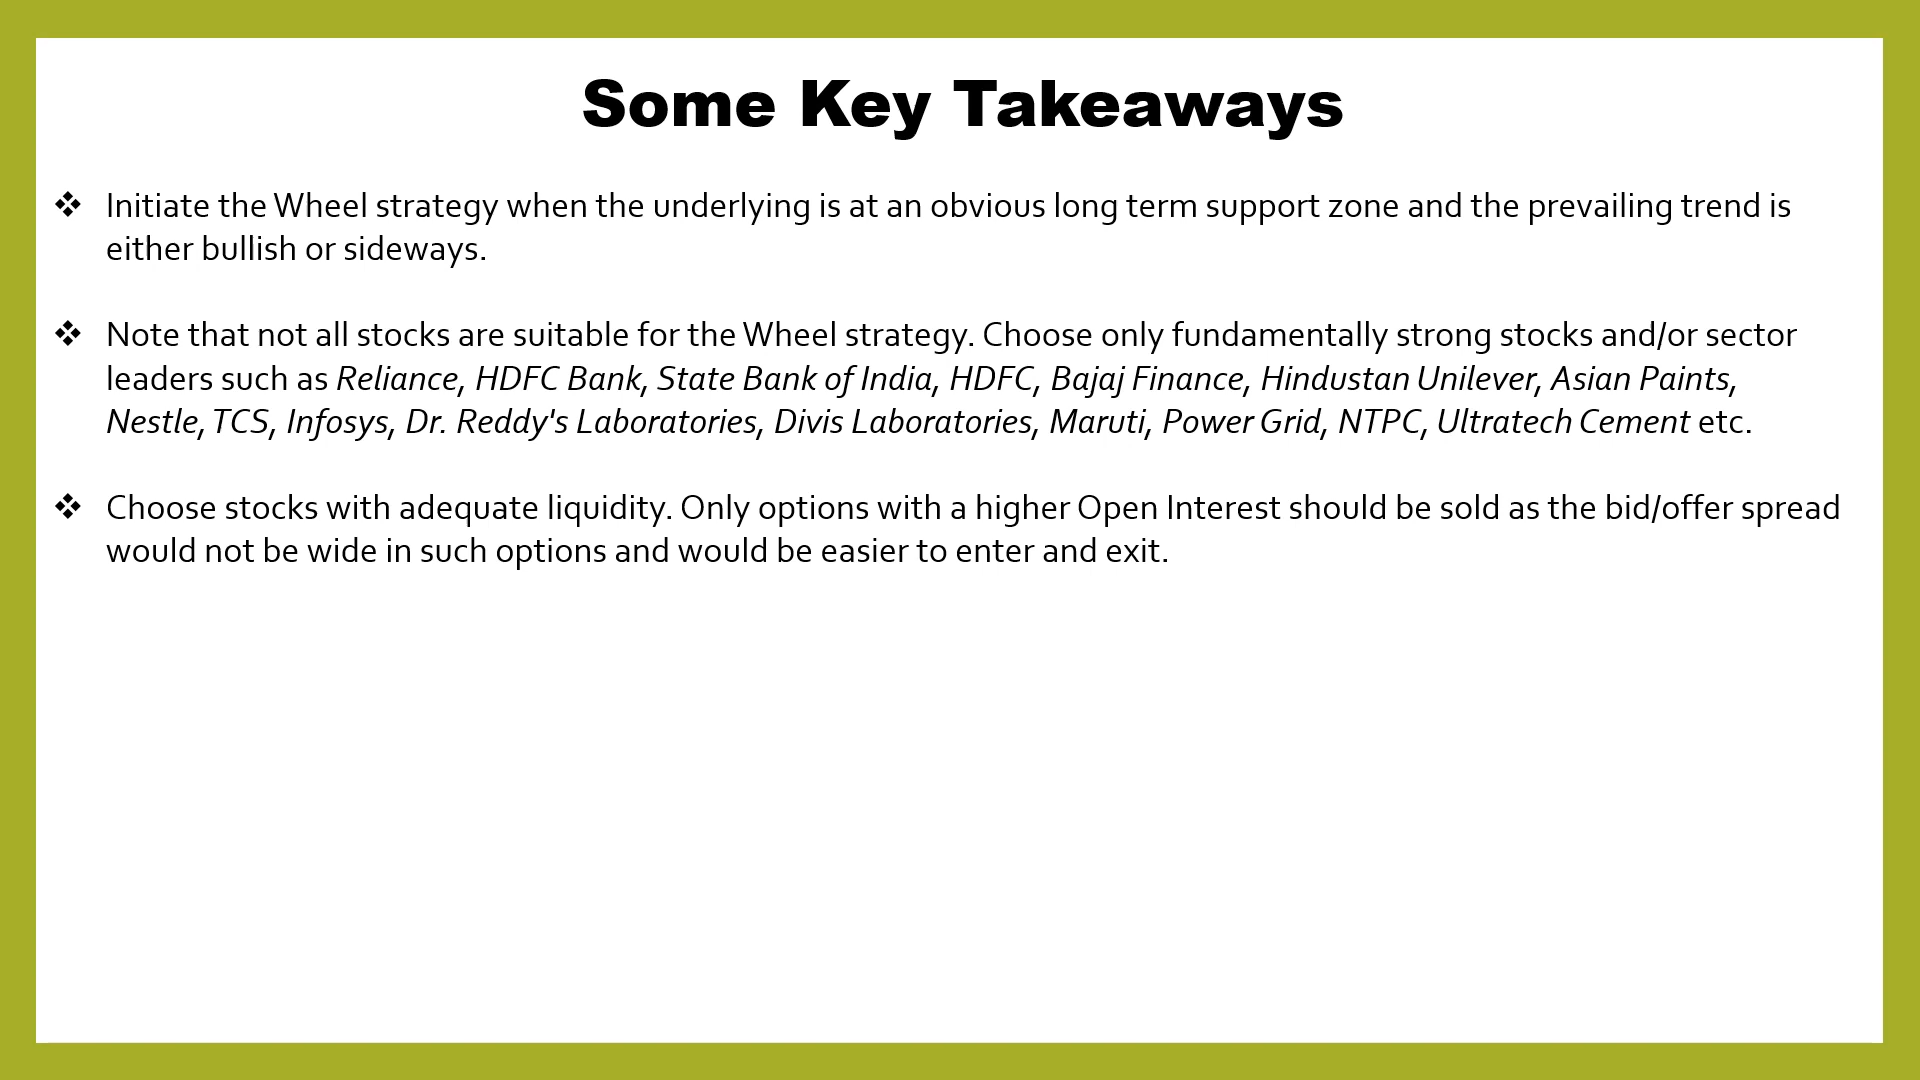 Some Key Takeaways
❖ Initiate the Wheel strategy when the underlying is at an obvious long term support zone and the prevailing trend is
either bullish or sideways.
❖ Note that not all stocks are suitable for the Wheel strategy. Choose only fundamentally strong stocks and/or sector
leaders such as Reliance, HDFC Bank, State Bank of India, HDFC, Bajaj Finance, Hindustan Unilever, Asian Paints,
Nestle, TCS, Infosys, Dr. Reddy's Laboratories, Divis Laboratories, Maruti, Power Grid, NTPC, Ultratech Cement etc.
❖ Choose stocks with adequate liquidity. Only options with a higher Open Interest should be sold as the bid/offer spread
would not be wide in such options and would be easier to enter and exit.